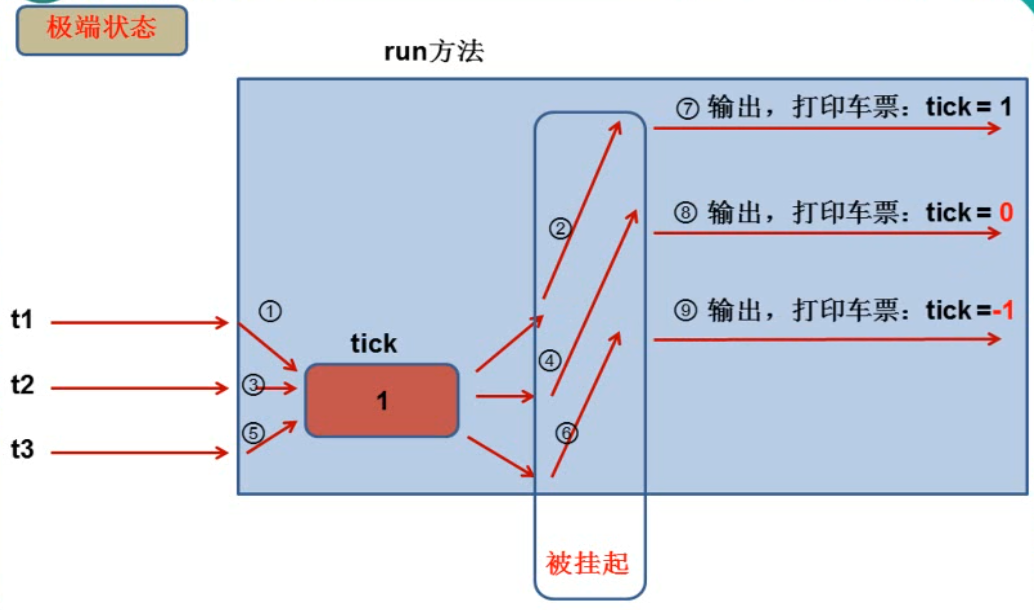 极端状态
run方法
⑦ 输出，打印车票：tick = 1
②
⑧ 输出，打印车票：tick = 0
①
⑨ 输出，打印车票：tick =-1
t1
tick
④
t2
③
1
⑤
⑥
t3
被挂起